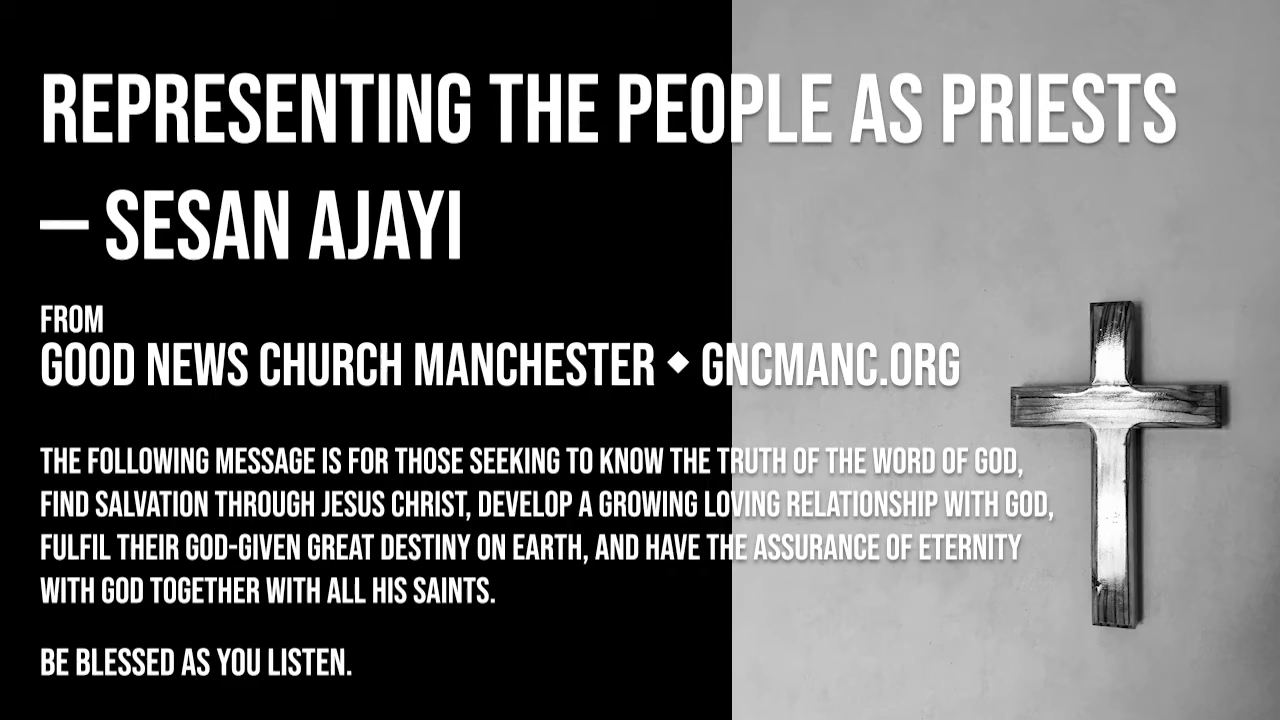 REPRESENTING THE PEOPLE AS PRIESTS
– SESAN AJAYI
FROM
GOOD NEWS CHURCH MANCHESTER ◆ GNCMANC.ORG
THE FOLLOWING MESSAGE IS FOR THOSE SEEKING TO KNOW THE TRUTH OF THE WORD OF GOD,
FIND SALVATION THROUGH JESUS CHRIST, DEVELOP A GROWING LOVING RELATIONSHIP WITH GOD,
FULFIL THEIR GOD-GIVEN GREAT DESTINY ON EARTH, AND HAVE THE ASSURANCE OF ETERNITY
WITH GOD TOGETHER WITH ALL HIS SAINTS.
BE BLESSED AS YOU LISTEN.